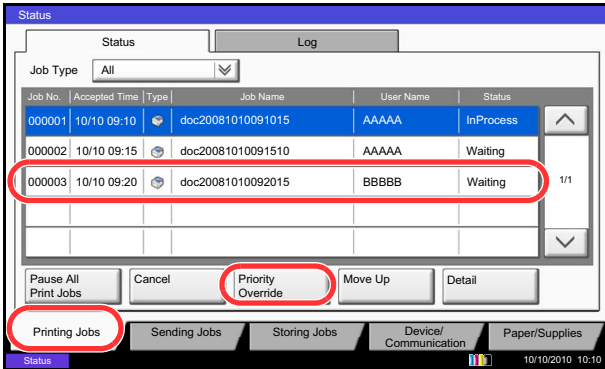 Status
Status Log
Job Type All
Job No. Accepted Time Type Job Name User Name Status
000001 10/10 09:10 doc20081010091015 AAAAA InProcess
000002 10/10 09:15 doc20081010091510 AAAAA Waiting
000003 10/10 09:20 doc20081010092015 BBBBB Waiting
1/1
Pause All
Print Jobs
Cancel
Priority
Override
Move Up
Detail
Printing Jobs
Sending Jobs
Storing Jobs
Device/
Communication
Paper/Supplies
Status 10/10/2010 10:10